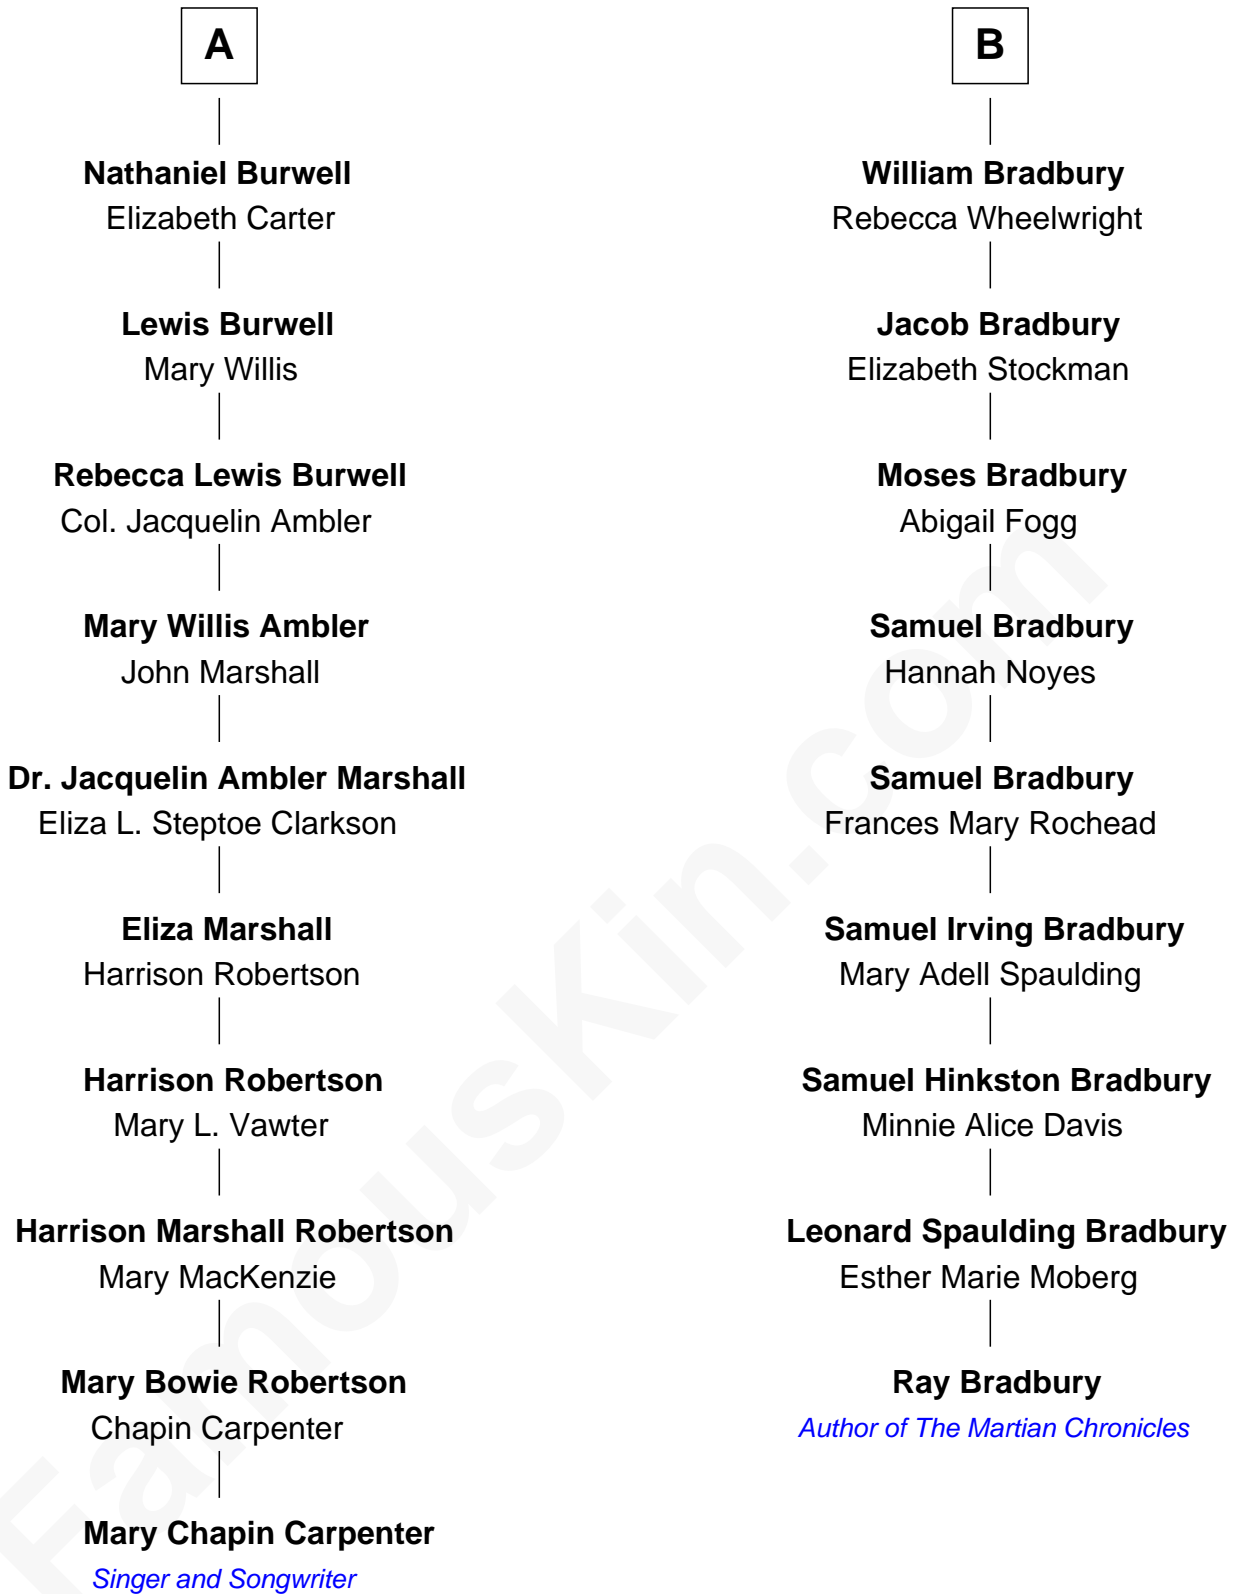 A
Nathaniel Burwell
Elizabeth Carter
Lewis Burwell
Mary Willis
Rebecca Lewis Burwell
Col. Jacquelin Ambler
Mary Willis Ambler
John Marshall
Dr. Jacquelin Ambler Marshall
Eliza L. Steptoe Clarkson
Eliza Marshall
Harrison Robertson
Harrison Robertson
Mary L. Vawter
Harrison Marshall Robertson
Mary MacKenzie
Mary Bowie Robertson
Chapin Carpenter
Mary Chapin Carpenter
Singer and Songwriter
B
William Bradbury
Rebecca Wheelwright
Jacob Bradbury
Elizabeth Stockman
Moses Bradbury
Abigail Fogg
Samuel Bradbury
Hannah Noyes
Samuel Bradbury
Frances Mary Rochead
Samuel Irving Bradbury
Mary Adell Spaulding
Samuel Hinkston Bradbury
Minnie Alice Davis
Leonard Spaulding Bradbury
Esther Marie Moberg
Ray Bradbury
Author of The Martian Chronicles
FamousKin.com